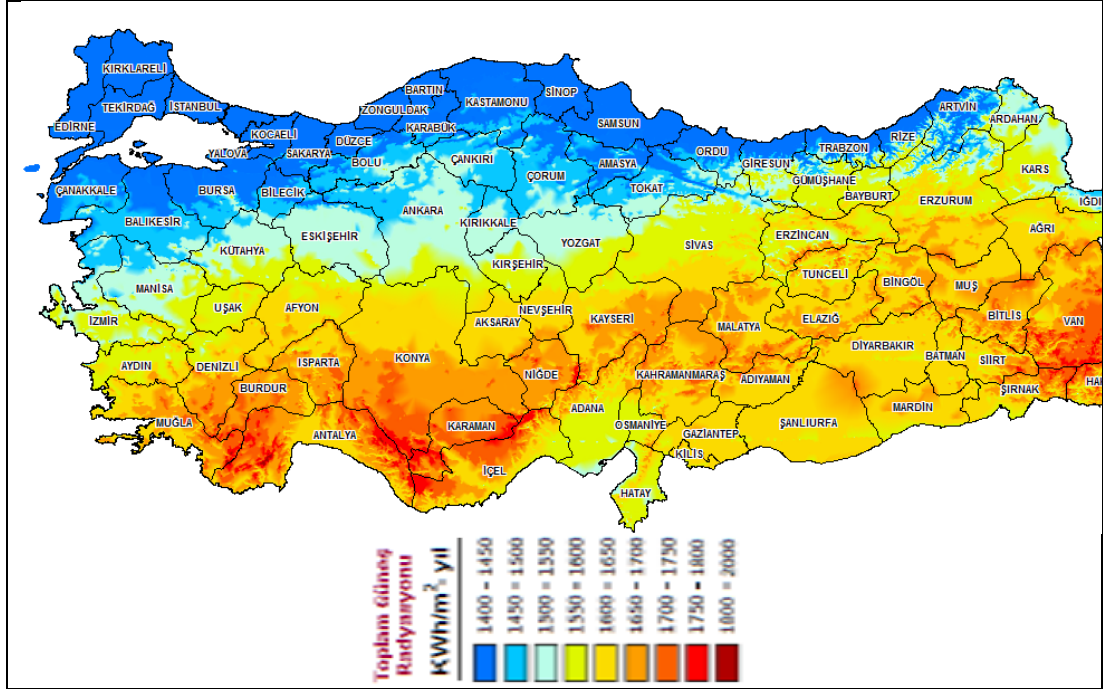 KIRKLARELİ
TEKİRDAĞ
İSTANBUL
EDİRNE
KOCAELİ
YALOVA
SAKARYA
DÜZCE
ZONGULDAK
BARTIN
KARABÜK
KASTAMONU
SİNOP
SAMSUN
ORDU
GİRESUN
TRABZON
RİZE
ARTVİN
ARDAHAN
KARS
IĞDI
ÇANAKKALE
BURSA
BİLECİK
BOLU
ÇANKIRI
ÇORUM
AMASYA
TOKAT
GÜMÜŞHANE
BAYBURT
ERZURUM
BALIKESİR
KÜTAHYA
ESKİŞEHİR
ANKARA
KIRIKKALE
YOZGAT
SİVAS
ERZİNCAN
AĞRI
MANİSA
UŞAK
AFYON
KIRŞEHİR
NEVŞEHİR
AKSARAY
KAYSERİ
MALATYA
TUNCELİ
ELAZIĞ
BİNGÖL
MUŞ
BİTLİS
VAN
İZMİR
AYDIN
DENİZLİ
ISPARTA
BURDUR
KONYA
NİĞDE
KAHRAMANMARAŞ
ADIYAMAN
DİYARBAKIR
BATMAN
SİİRT
ŞIRNAK
HAK
MUĞLA
ANTALYA
KARAMAN
İÇEL
ADANA
OSMANİYE
GAZİANTEP
KİLİS
ŞANLIURFA
MARDİN
HATAY
Toplam Güneş
Radyasyonu
KWh/m²= yıl
1400 - 1450
1450 = 1500
1500 = 1550
1550 = 1600
1600 = 1650
1650 - 1700
1700 - 1750
1750 - 1800
1800 = 2000